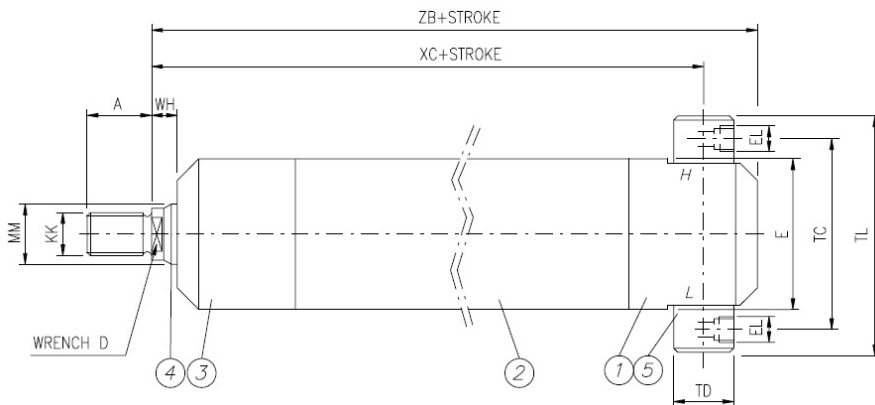 ZB+STROKE
XC+STROKE
A
WH
EL
H
MM
KK
E
TC
TL
L
EL
WRENCH D
4
3
2
1
5
TD